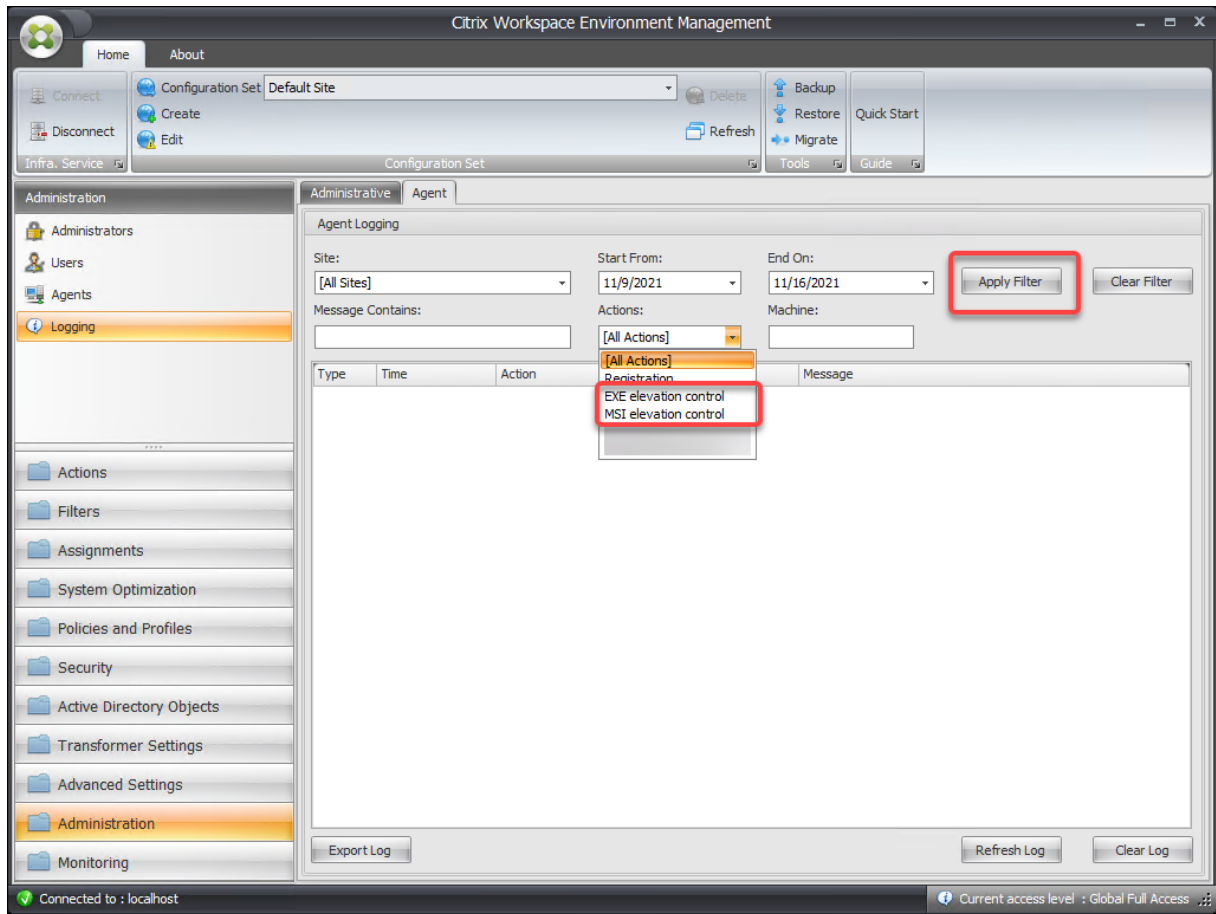 Citrix Workspace Environment Management
Home About
Connect
Disconnect
Infra. Service
Configuration Set Default Site
Create
Edit
Delete
Refresh
Configuration Set
Backup
Restore
Migrate
Tools
Quick Start
Guide
Administration
Administrators
Users
Agents
Logging
Actions
Filters
Assignments
System Optimization
Policies and Profiles
Security
Active Directory Objects
Transformer Settings
Advanced Settings
Administration
Monitoring
Administrative Agent
Agent Logging
Site: Start From: End On:
[All Sites] 11/9/2021 11/16/2021 Apply Filter Clear Filter
Message Contains: Actions: Machine:
[All Actions]
[All Actions]
Registration
EXE elevation control
MSI elevation control
Type Time Action Message
Export Log Refresh Log Clear Log
Connected to : localhost Current access level : Global Full Access